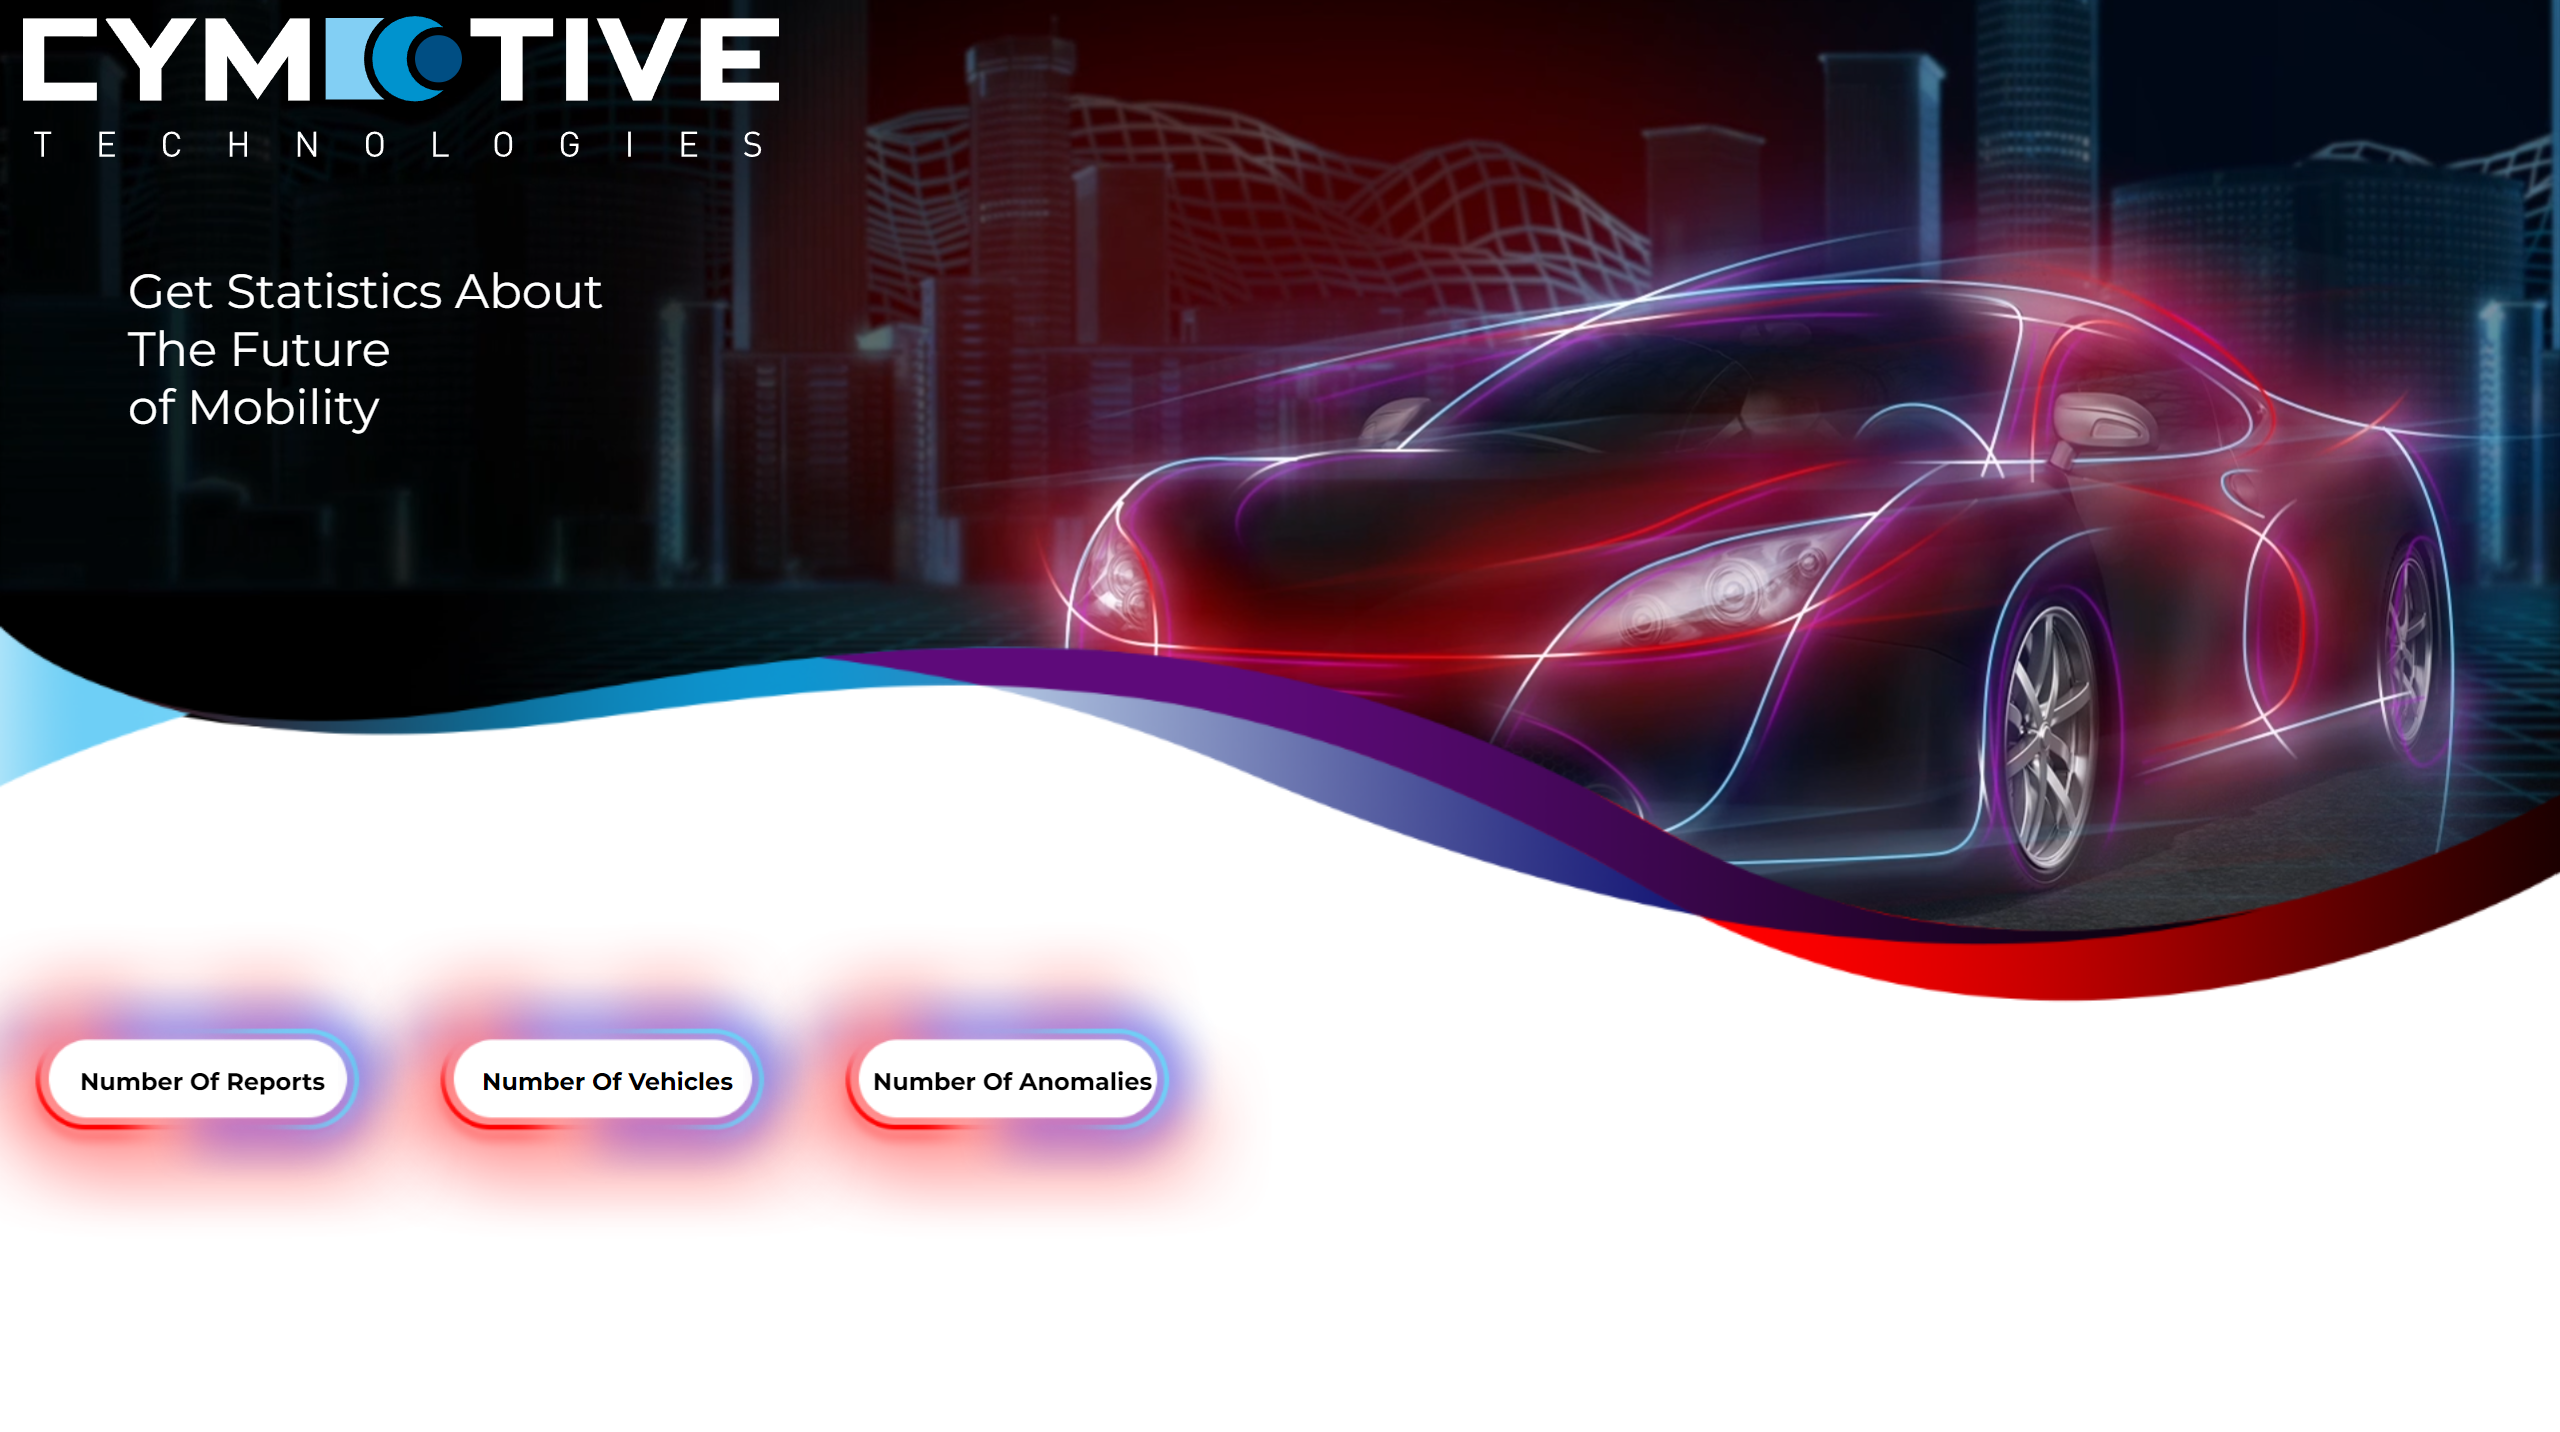 CYMOTIVE
TECHNOLOGIES
Get Statistics About
The Future
of Mobility
Number Of Reports
Number Of Vehicles
Number Of Anomalies